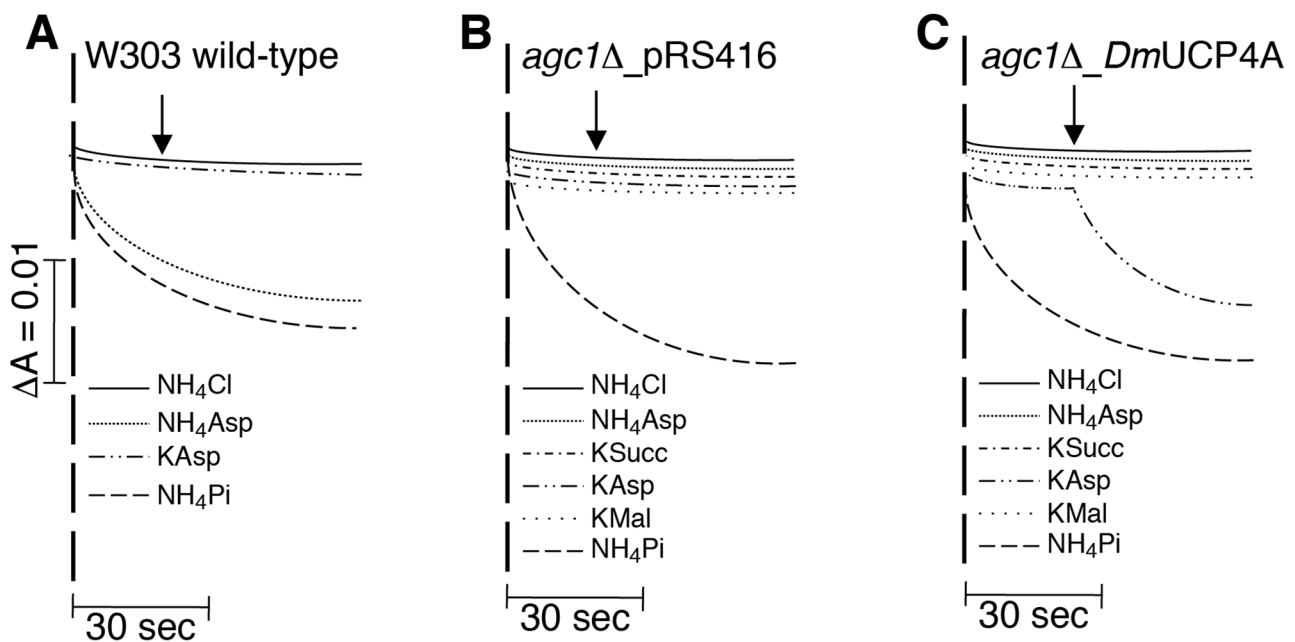 A
W303 wild-type
ΔA = 0.01
NH₄Cl
NH₄Asp
KAsp
NH₄Pi
30 sec
B
agc1Δ_pRS416
NH₄Cl
NH₄Asp
KSucc
KAsp
KMal
NH₄Pi
30 sec
C
agc1Δ_DmUCP4A
NH₄Cl
NH₄Asp
KSucc
KAsp
KMal
NH₄Pi
30 sec